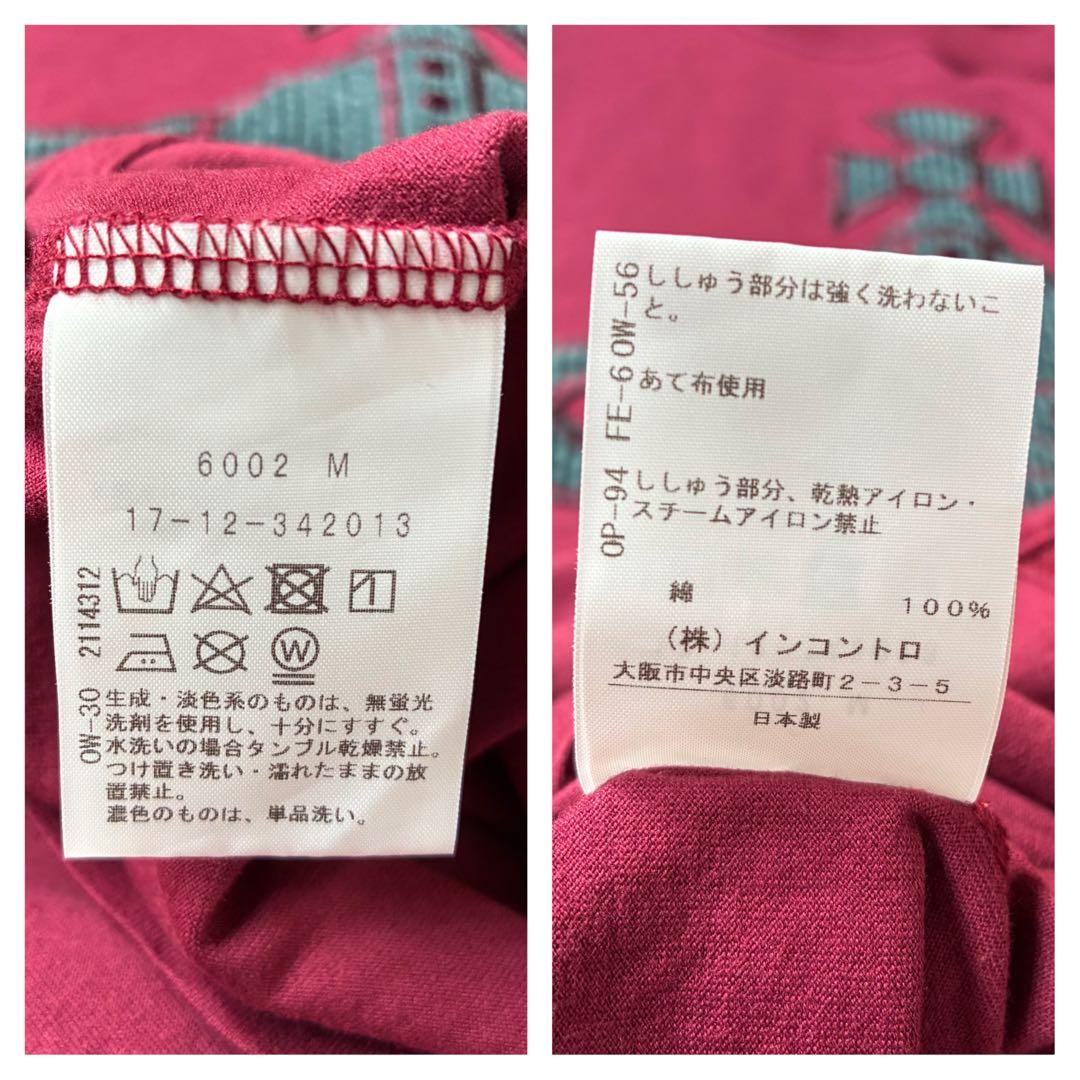 6002 M
17-12-342013
2114312
W
OW-30
生成・淡色系のものは、無蛍光
洗剤を使用し、十分にすすぐ。
水洗いの場合タンブル乾燥禁止。
つけ置き洗い・濡れたままの放
置禁止。
濃色のものは、単品洗い。
OP-94 FE-6 OW-56
ししゅう部分は強く洗わないこ
と。
あて布使用
ししゅう部分、乾熱アイロン・
スチームアイロン禁止
綿 100%
(株)インコントロ
大阪市中央区淡路町2-3-5
日本製